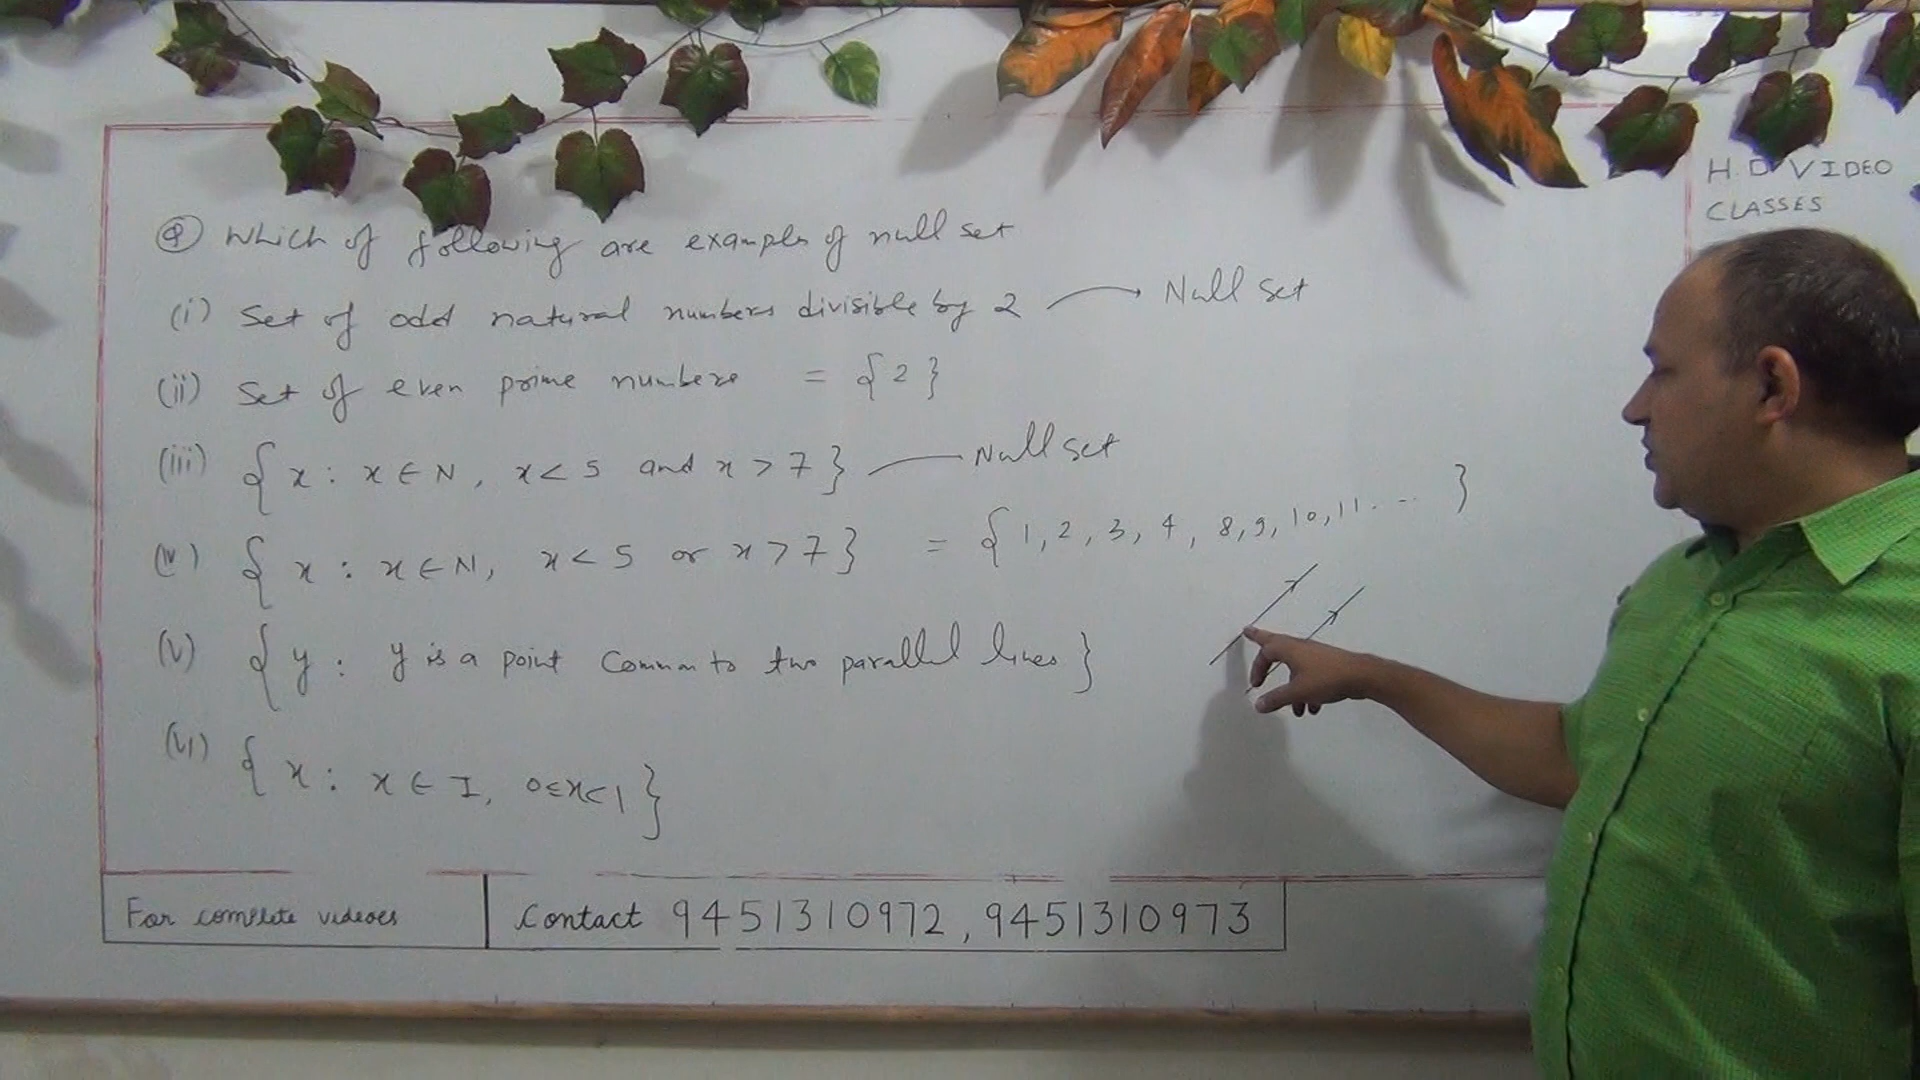 H.D VIDEO
CLASSES
Q Which of following are examples of null set
(i) Set of odd natural numbers divisible by 2 → Null set
(ii) Set of even prime numbers = {2}
(iii) {x : x ∈ N, x < 5 and x > 7} — Null set
(iv) {x : x ∈ N, x < 5 or x > 7} = {1, 2, 3, 4, 8, 9, 10, 11 . . . }
(v) {y : y is a point common to two parallel lines}
(vi) {x : x ∈ I, 0≤x<1}
For complete videoes
Contact 9451310972, 9451310973